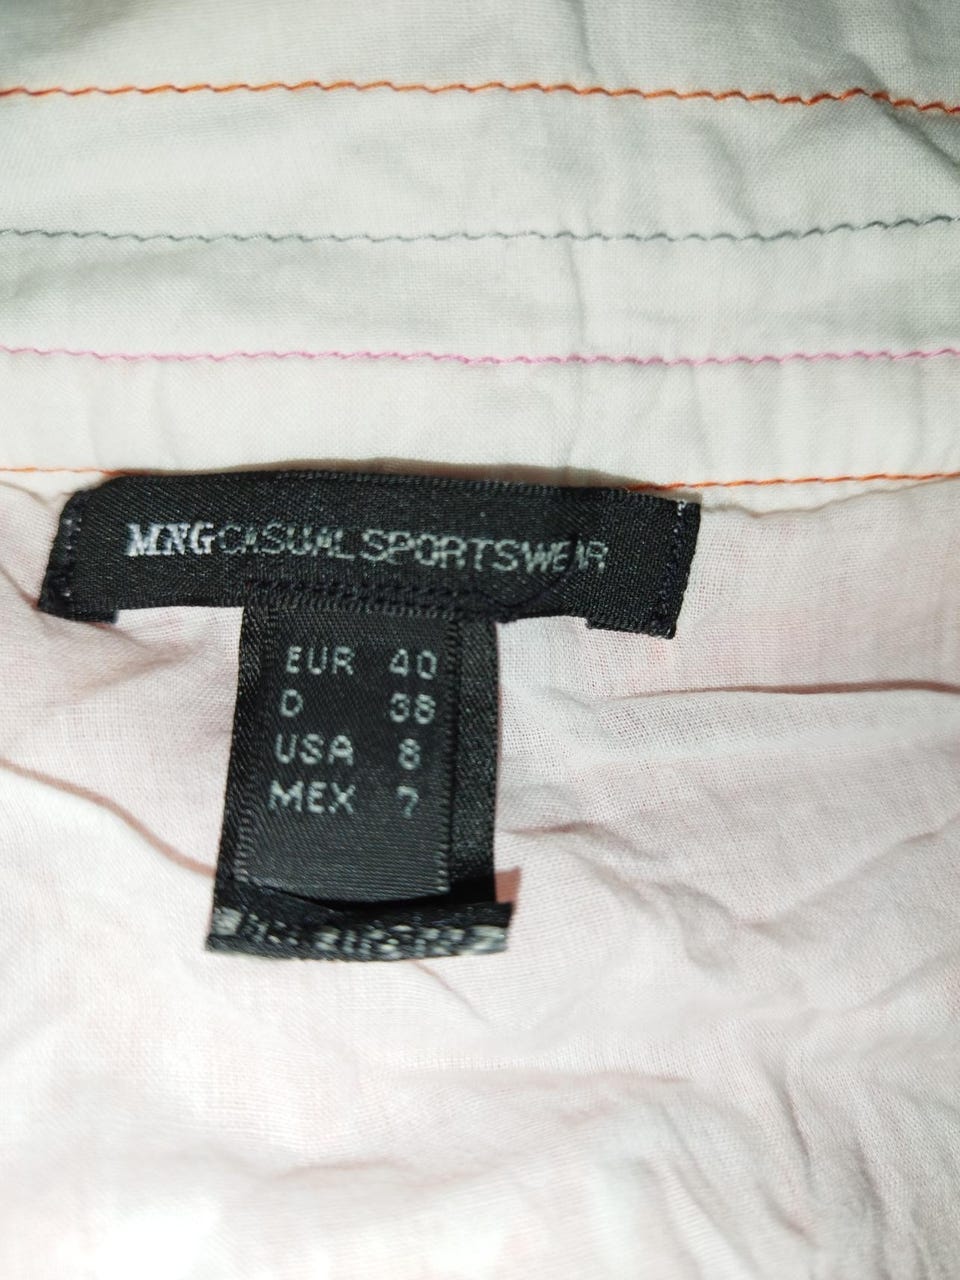 MNG CASUAL SPORTSWEAR
EUR 40
D 38
USA 8
MEX 7